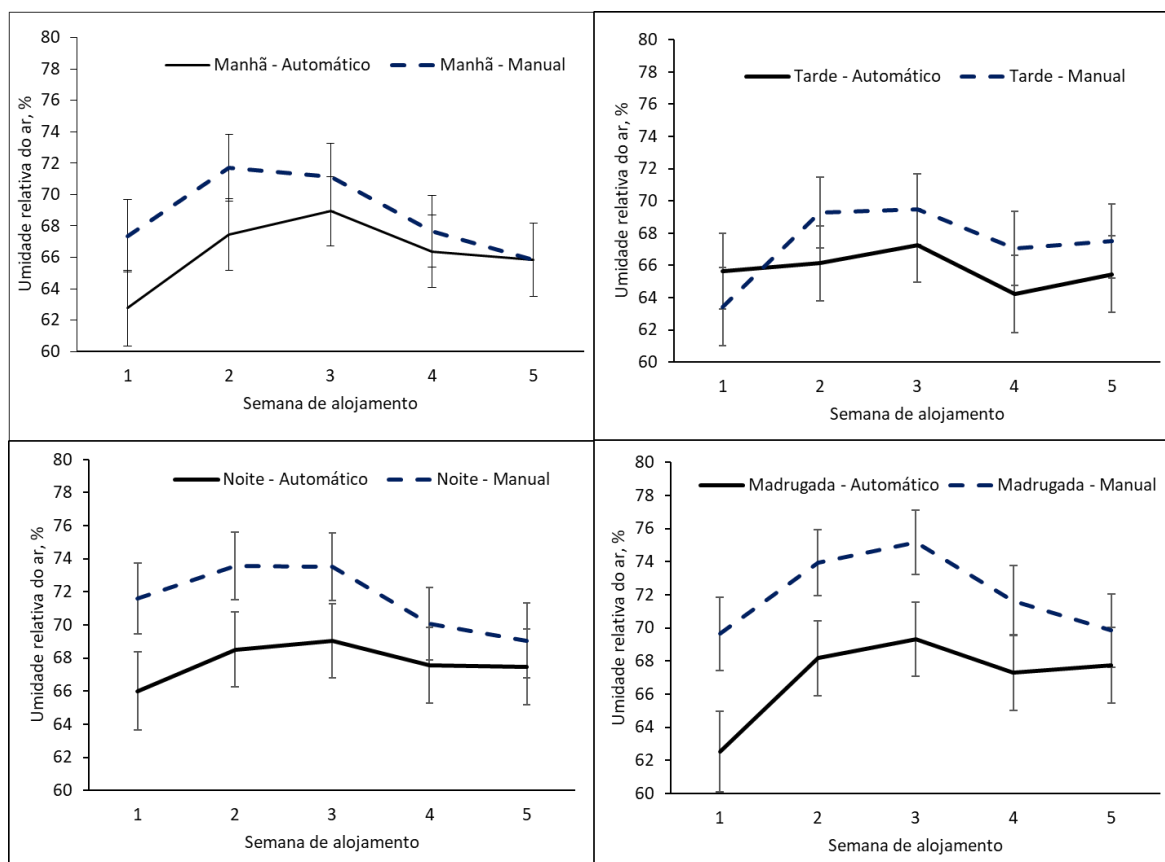 Manhã - Automático
Manhã - Manual
Umidade relativa do ar, %
80
78
76
74
72
70
68
66
64
62
60
1 2 3 4 5
Semana de alojamento
Tarde - Automático
Tarde - Manual
Umidade relativa do ar, %
80
78
76
74
72
70
68
66
64
62
60
1 2 3 4 5
Semana de alojamento
Noite - Automático
Noite - Manual
Umidade relativa do ar, %
80
78
76
74
72
70
68
66
64
62
60
1 2 3 4 5
Semana de alojamento
Madrugada - Automático
Madrugada - Manual
Umidade relativa do ar, %
80
78
76
74
72
70
68
66
64
62
60
1 2 3 4 5
Semana de alojamento